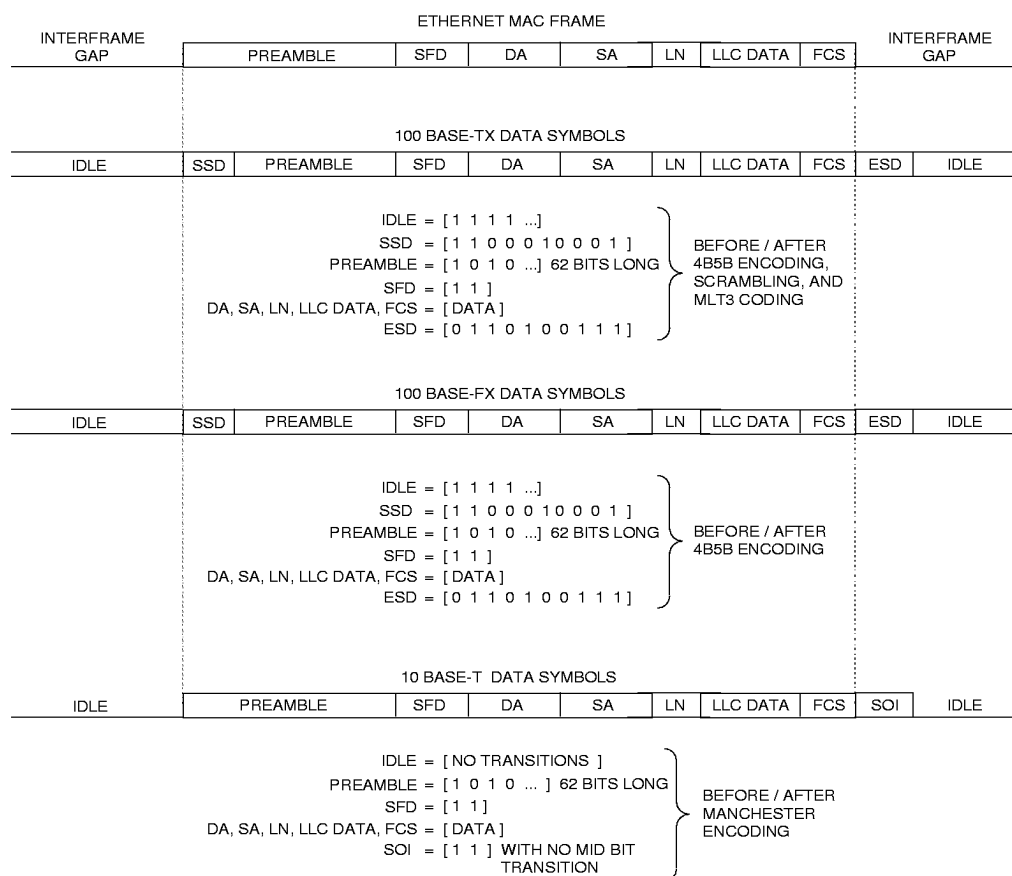 ETHERNET MAC FRAME
INTERFRAME GAP
PREAMBLE SFD DA SA LN LLC DATA FCS
INTERFRAME GAP
100 BASE-TX DATA SYMBOLS
IDLE SSD PREAMBLE SFD DA SA LN LLC DATA FCS ESD IDLE
IDLE = [ 1 1 1 1 ...]
SSD = [ 1 1 0 0 0 1 0 0 0 1 ]
PREAMBLE = [ 1 0 1 0 ...] 62 BITS LONG
SFD = [ 1 1 ]
DA, SA, LN, LLC DATA, FCS = [ DATA ]
ESD = [ 0 1 1 0 1 0 0 1 1 1 ]
BEFORE / AFTER
4B5B ENCODING,
SCRAMBLING, AND
MLT3 CODING
100 BASE-FX DATA SYMBOLS
IDLE SSD PREAMBLE SFD DA SA LN LLC DATA FCS ESD IDLE
IDLE = [ 1 1 1 1 ...]
SSD = [ 1 1 0 0 0 1 0 0 0 1 ]
PREAMBLE = [ 1 0 1 0 ...] 62 BITS LONG
SFD = [ 1 1 ]
DA, SA, LN, LLC DATA, FCS = [ DATA ]
ESD = [ 0 1 1 0 1 0 0 1 1 1 ]
BEFORE / AFTER
4B5B ENCODING
10 BASE-T DATA SYMBOLS
IDLE PREAMBLE SFD DA SA LN LLC DATA FCS SOI IDLE
IDLE = [ NO TRANSITIONS ]
PREAMBLE = [ 1 0 1 0 ... ] 62 BITS LONG
SFD = [ 1 1 ]
DA, SA, LN, LLC DATA, FCS = [ DATA ]
SOI = [ 1 1 ] WITH NO MID BIT
TRANSITION
BEFORE / AFTER
MANCHESTER
ENCODING